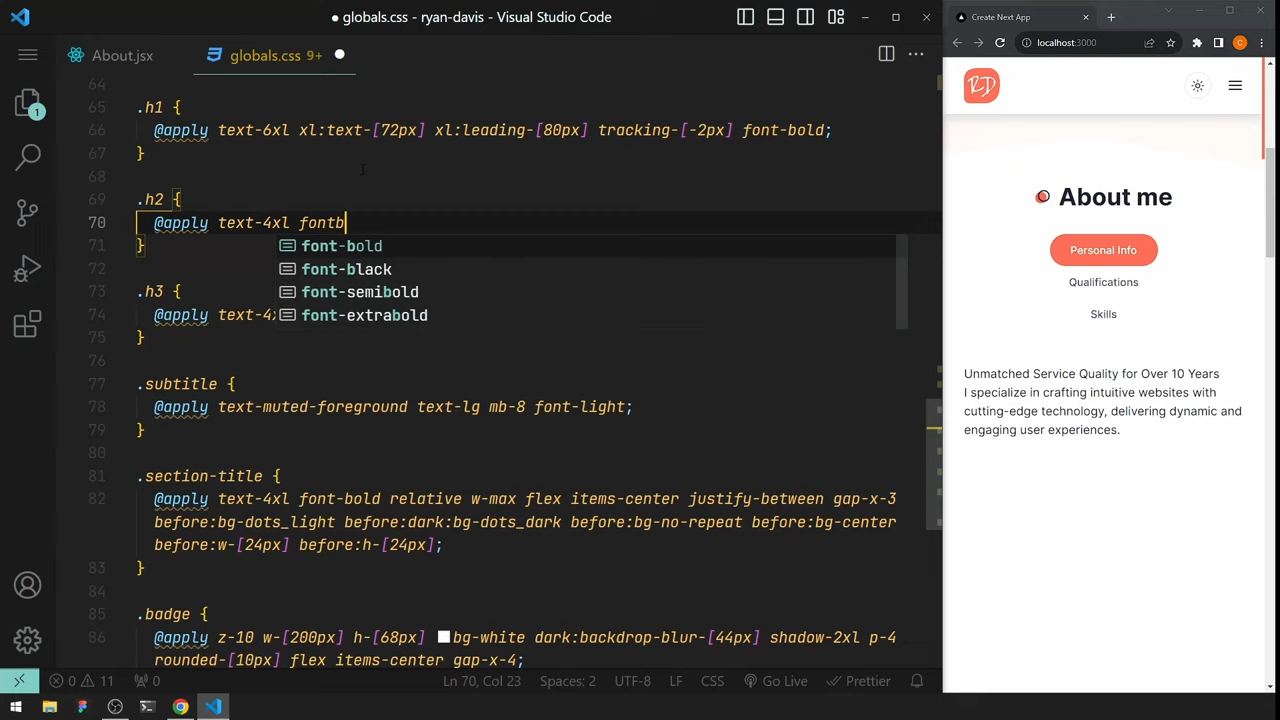 globals.css - ryan-davis - Visual Studio Code
About.jsx
globals.css 9+
64
65 .h1 {
66 @apply text-6xl xl:text-[72px] xl:leading-[80px] tracking-[-2px] font-bold;
67 }
68
69 .h2 {
70 @apply text-4xl fontb
71 }
font-bold
72
font-black
73 .h3 {
font-semibold
74 @apply text-4x
font-extrabold
75 }
76
77 .subtitle {
78 @apply text-muted-foreground text-lg mb-8 font-light;
79 }
80
81 .section-title {
82 @apply text-4xl font-bold relative w-max flex items-center justify-between gap-x-3
before:bg-dots_light before:dark:bg-dots_dark before:bg-no-repeat before:bg-center
before:w-[24px] before:h-[24px];
83 }
84
85 .badge {
86 @apply z-10 w-[200px] h-[68px] bg-white dark:backdrop-blur-[44px] shadow-2xl p-4
rounded-[10px] flex items-center gap-x-4;
1
0 11 0 Ln 70, Col 23 Spaces: 2 UTF-8 LF CSS Go Live Prettier
Create Next App
localhost:3000
C
RD
About me
Personal Info
Qualifications
Skills
Unmatched Service Quality for Over 10 Years
I specialize in crafting intuitive websites with
cutting-edge technology, delivering dynamic and
engaging user experiences.